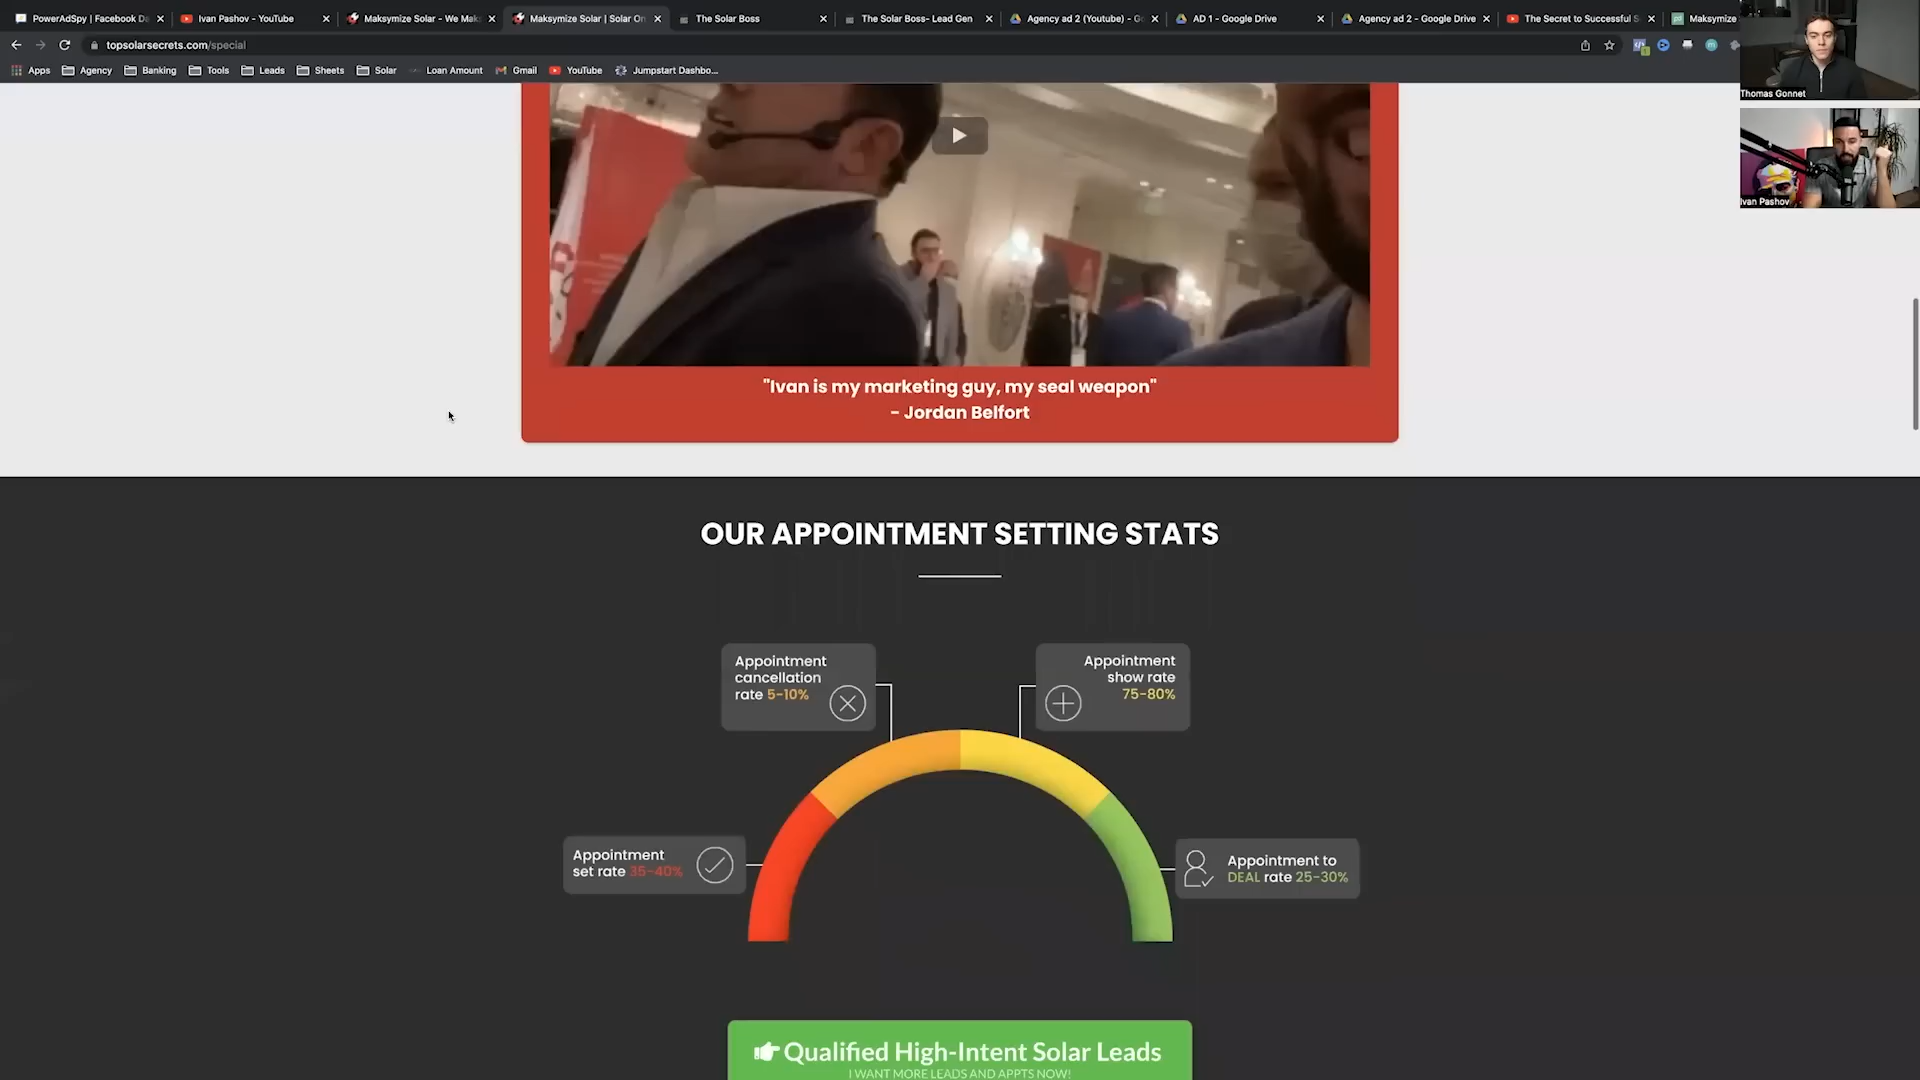 PowerAdSpy | Facebook Da
Ivan Pashov - YouTube
Maksymize Solar - We Mak
Maksymize Solar | Solar On
The Solar Boss
The Solar Boss- Lead Gen
Agency ad 2 (Youtube) - G
AD 1 - Google Drive
Agency ad 2 - Google Drive
The Secret to Successful S
Maksymize
topsolarsecrets.com/special
Apps
Agency
Banking
Tools
Leads
Sheets
Solar
Loan Amount
Gmail
YouTube
Jumpstart Dashbo...
Thomas Gonnet
Ivan Pashov
"Ivan is my marketing guy, my seal weapon"
- Jordan Belfort
OUR APPOINTMENT SETTING STATS
Appointment
cancellation
rate 5-10%
Appointment
show rate
75-80%
Appointment
set rate 35-40%
Appointment to
DEAL rate 25-30%
Qualified High-Intent Solar Leads
I WANT MORE LEADS AND APPTS NOW!